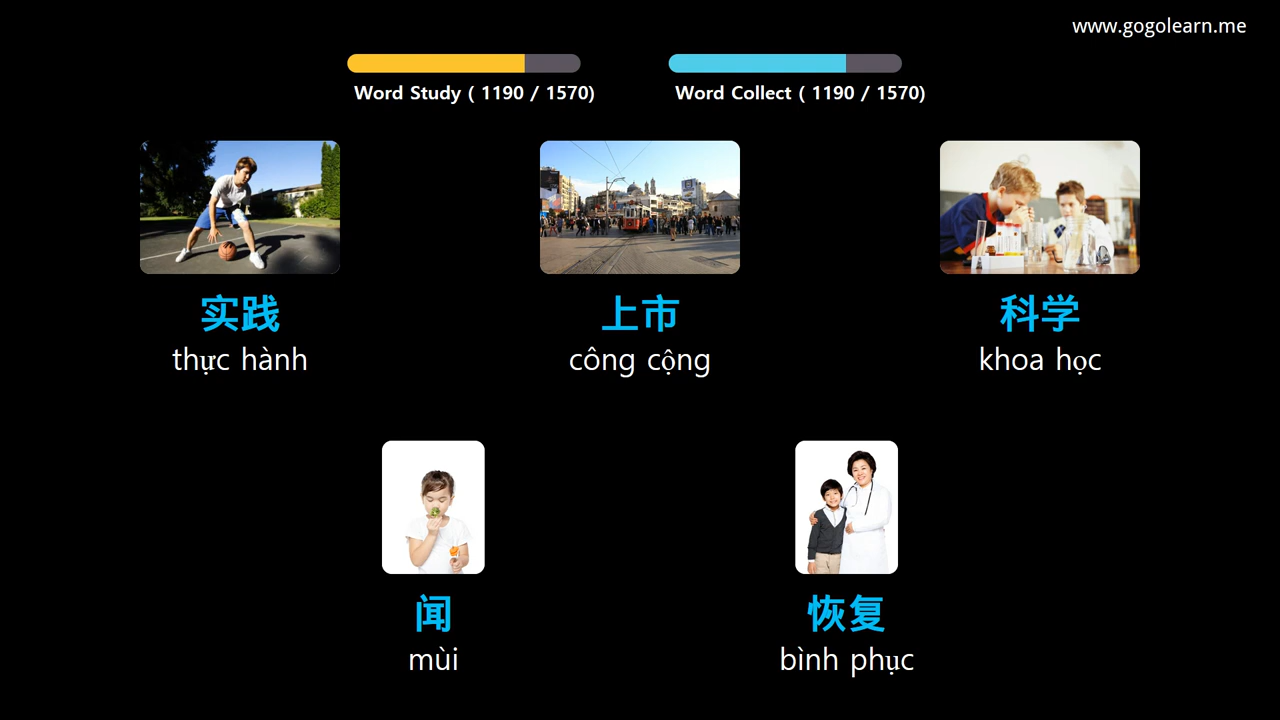 www.gogolearn.me
Word Study ( 1190 / 1570)
Word Collect ( 1190 / 1570)
实践
thực hành
上市
công cộng
科学
khoa học
闻
mùi
恢复
bình phục